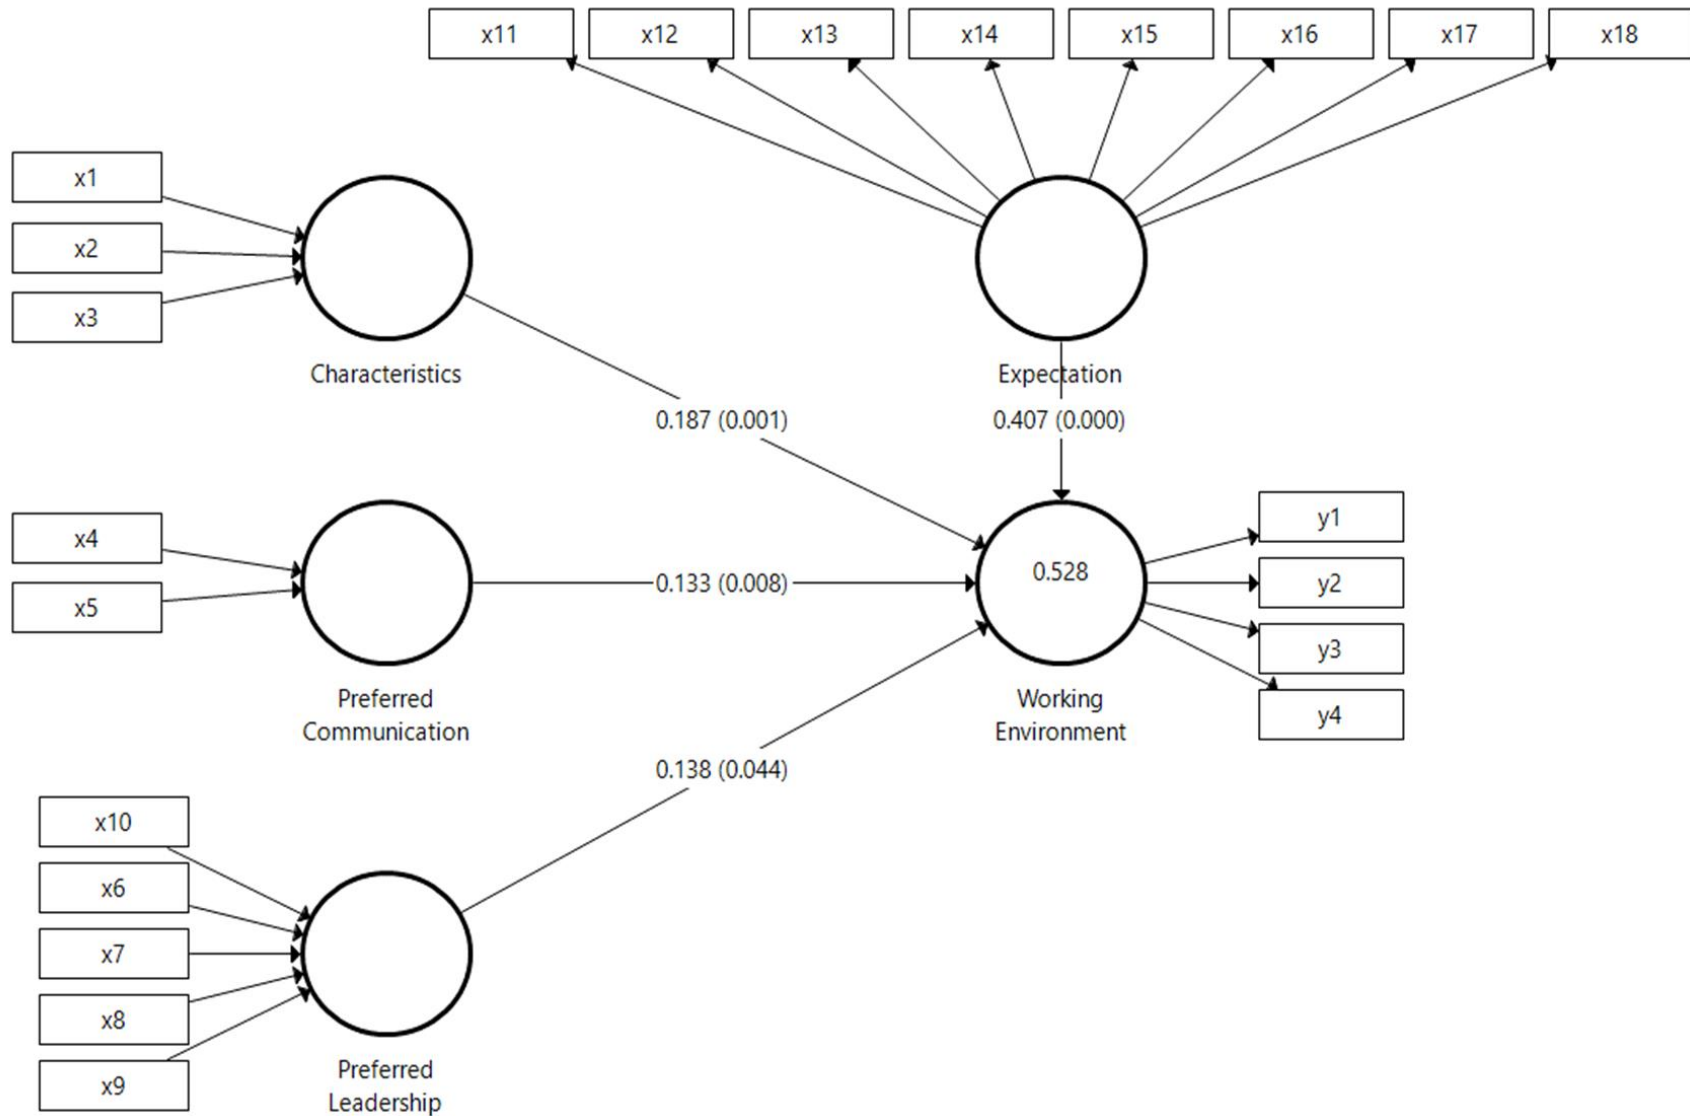 x11 x12 x13 x14 x15 x16 x17 x18
x1
x2
x3
Characteristics
Expectation
0.187 (0.001)
0.407 (0.000)
x4
x5
Preferred
Communication
0.133 (0.008)
0.528
Working
Environment
y1
y2
y3
y4
0.138 (0.044)
x10
x6
x7
x8
x9
Preferred
Leadership